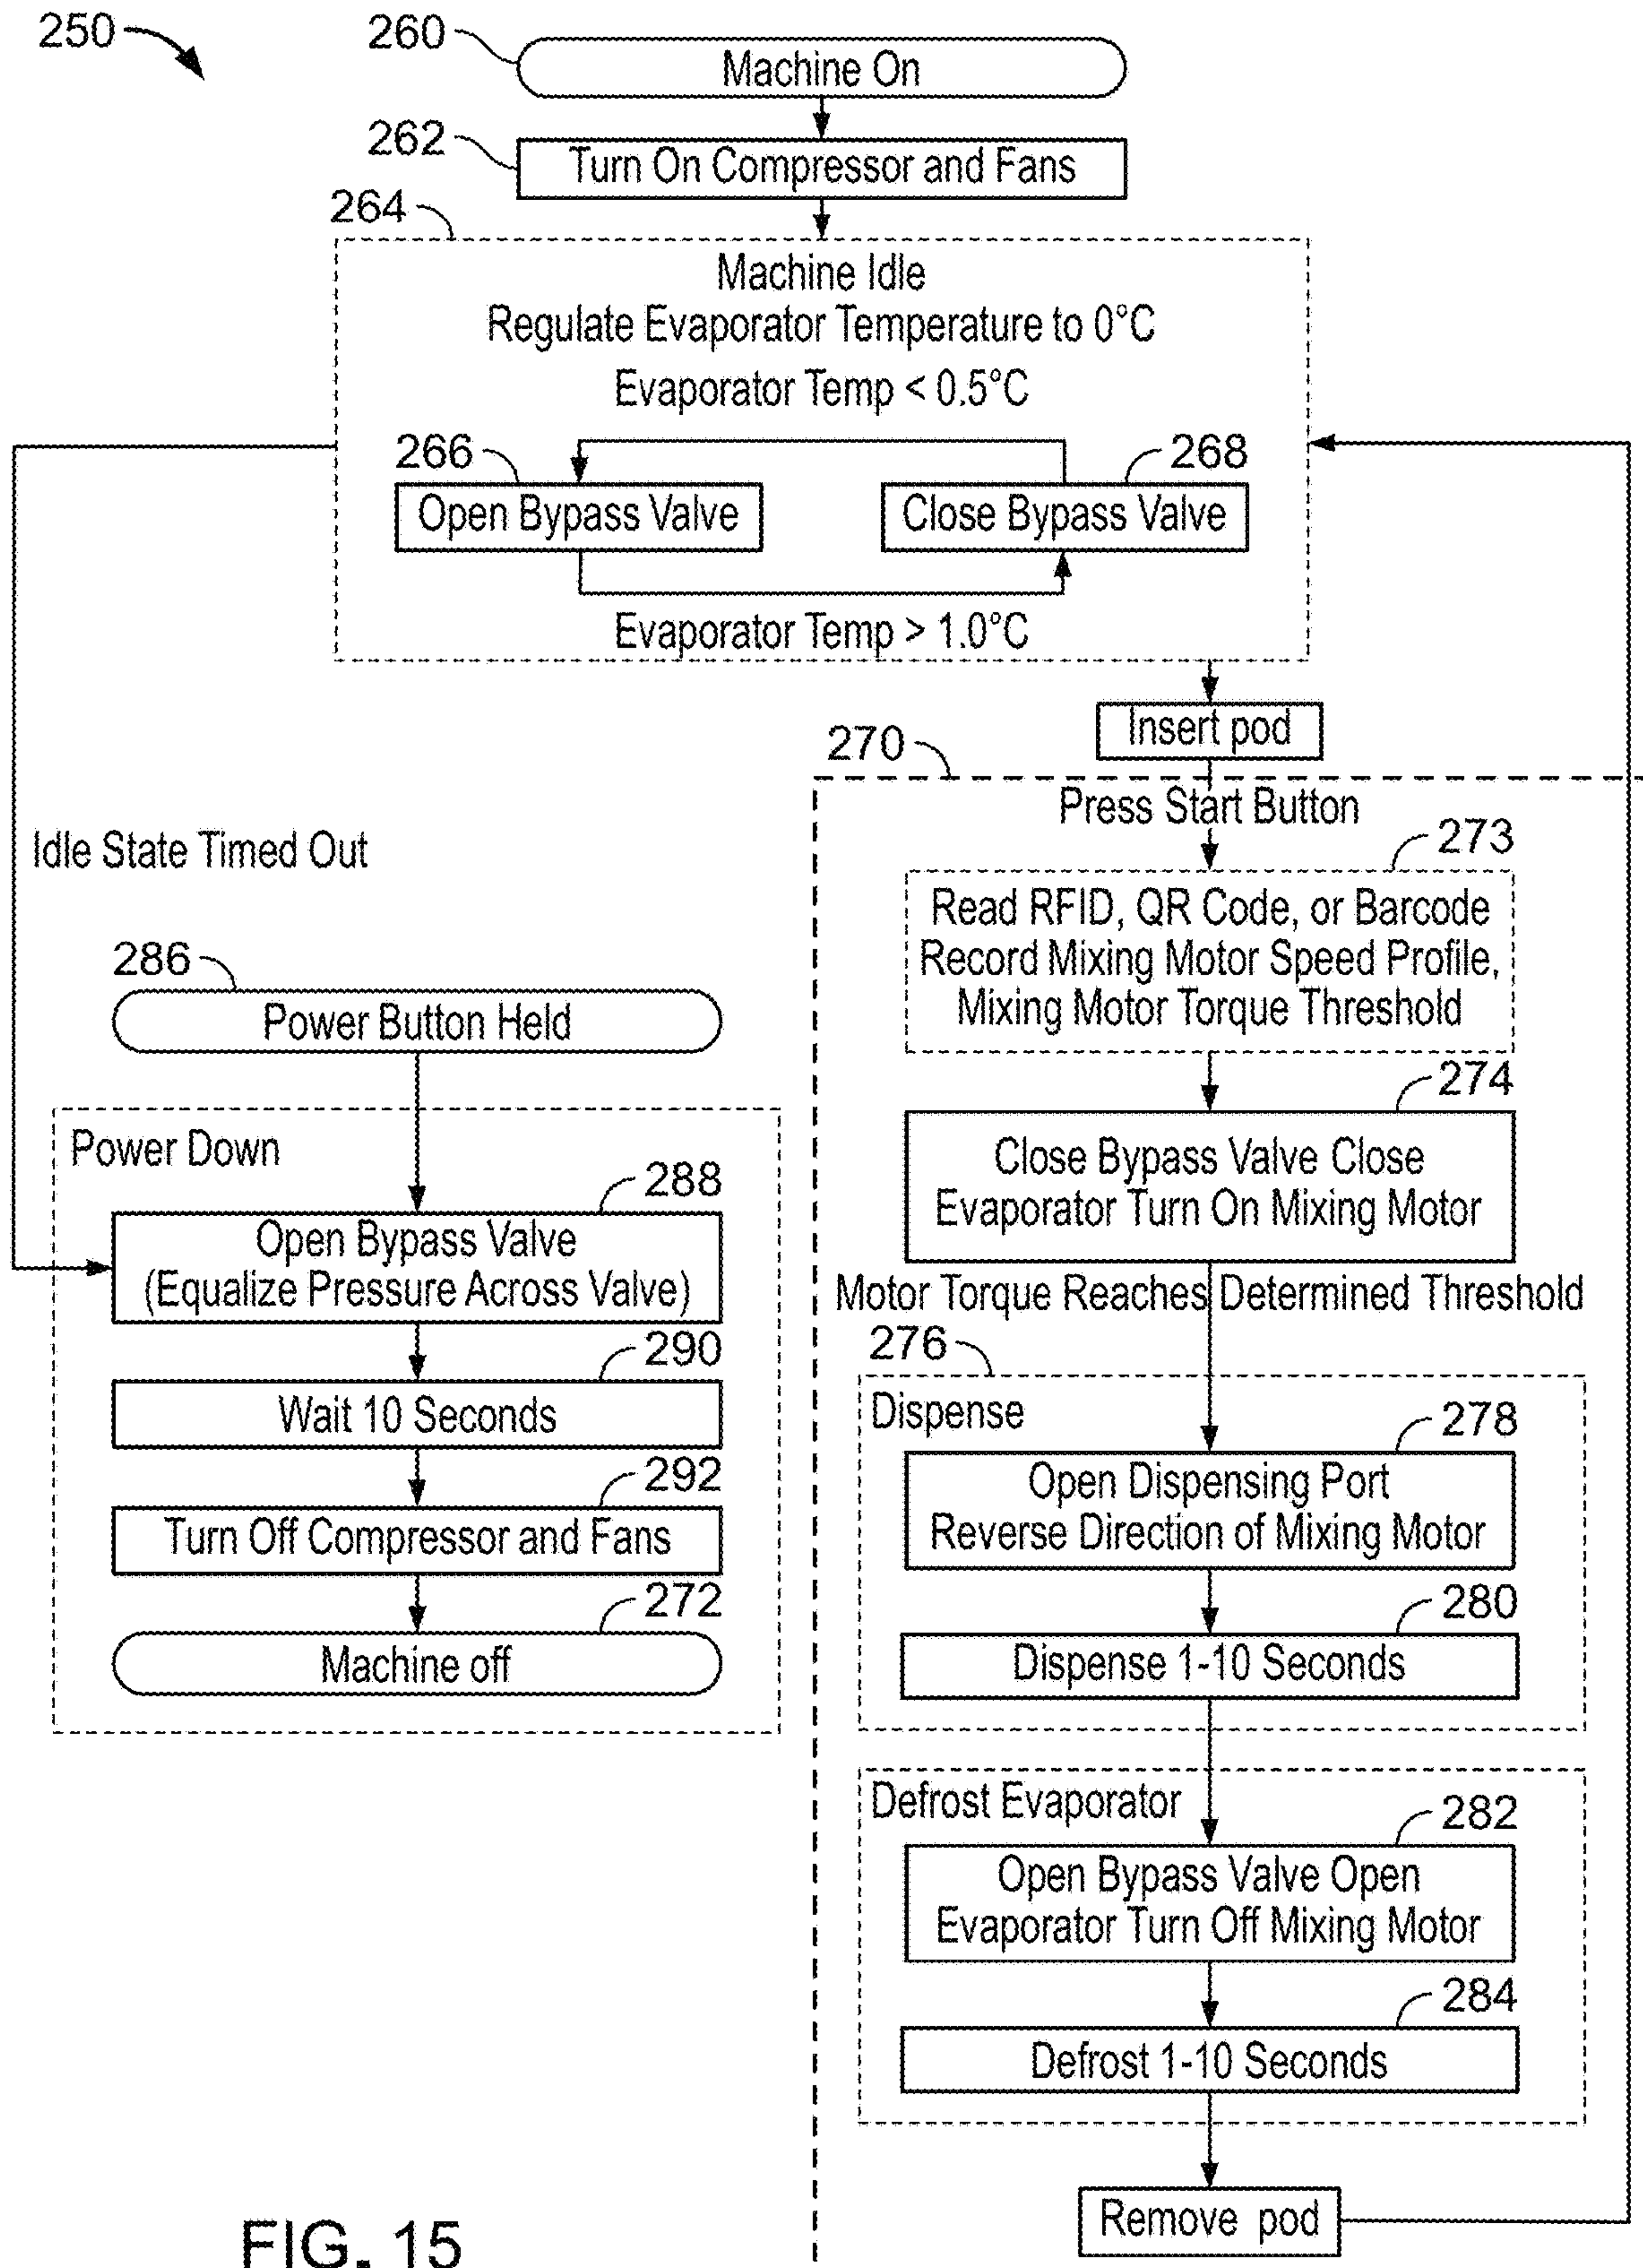 250
260
Machine On
262
Turn On Compressor and Fans
264
Machine Idle
Regulate Evaporator Temperature to 0°C
Evaporator Temp < 0.5°C
266
268
Open Bypass Valve
Close Bypass Valve
Evaporator Temp > 1.0°C
Insert pod
270
Press Start Button
273
Read RFID, QR Code, or Barcode
Record Mixing Motor Speed Profile,
Mixing Motor Torque Threshold
274
Close Bypass Valve Close
Evaporator Turn On Mixing Motor
Motor Torque Reaches Determined Threshold
276
Dispense
278
Open Dispensing Port
Reverse Direction of Mixing Motor
280
Dispense 1-10 Seconds
Defrost Evaporator
282
Open Bypass Valve Open
Evaporator Turn Off Mixing Motor
284
Defrost 1-10 Seconds
Remove pod
Idle State Timed Out
286
Power Button Held
Power Down
288
Open Bypass Valve
(Equalize Pressure Across Valve)
290
Wait 10 Seconds
292
Turn Off Compressor and Fans
272
Machine off
FIG. 15